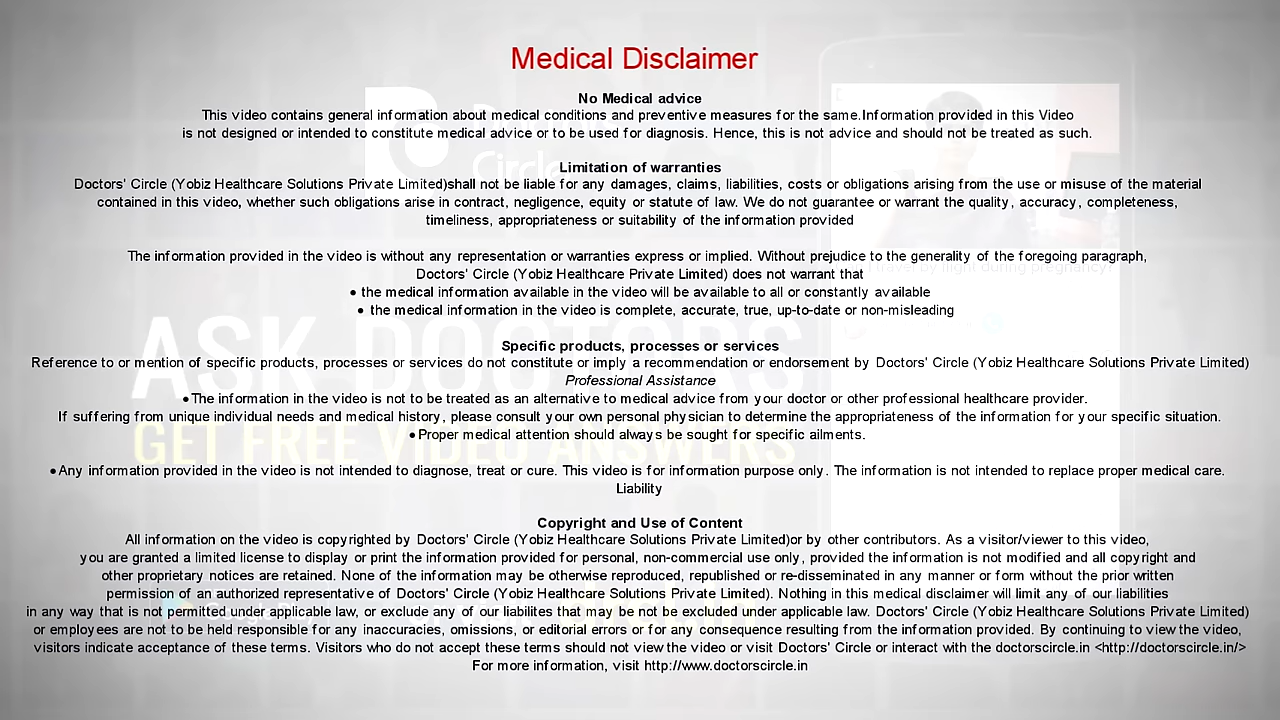 Medical Disclaimer
No Medical advice
This video contains general information about medical conditions and preventive measures for the same.Information provided in this Video
is not designed or intended to constitute medical advice or to be used for diagnosis. Hence, this is not advice and should not be treated as such.
Limitation of warranties
Doctors' Circle (Yobiz Healthcare Solutions Private Limited)shall not be liable for any damages, claims, liabilities, costs or obligations arising from the use or misuse of the material
contained in this video, whether such obligations arise in contract, negligence, equity or statute of law. We do not guarantee or warrant the quality, accuracy, completeness,
timeliness, appropriateness or suitability of the information provided
The information provided in the video is without any representation or warranties express or implied. Without prejudice to the generality of the foregoing paragraph,
Doctors' Circle (Yobiz Healthcare Private Limited) does not warrant that
• the medical information available in the video will be available to all or constantly available
• the medical information in the video is complete, accurate, true, up-to-date or non-misleading
Specific products, processes or services
Reference to or mention of specific products, processes or services do not constitute or imply a recommendation or endorsement by Doctors' Circle (Yobiz Healthcare Solutions Private Limited)
Professional Assistance
•The information in the video is not to be treated as an alternative to medical advice from your doctor or other professional healthcare provider.
If suffering from unique individual needs and medical history, please consult your own personal physician to determine the appropriateness of the information for your specific situation.
•Proper medical attention should always be sought for specific ailments.
•Any information provided in the video is not intended to diagnose, treat or cure. This video is for information purpose only. The information is not intended to replace proper medical care.
Liability
Copyright and Use of Content
All information on the video is copyrighted by Doctors' Circle (Yobiz Healthcare Solutions Private Limited)or by other contributors. As a visitor/viewer to this video,
you are granted a limited license to display or print the information provided for personal, non-commercial use only, provided the information is not modified and all copyright and
other proprietary notices are retained. None of the information may be otherwise reproduced, republished or re-disseminated in any manner or form without the prior written
permission of an authorized representative of Doctors' Circle (Yobiz Healthcare Solutions Private Limited). Nothing in this medical disclaimer will limit any of our liabilities
in any way that is not permitted under applicable law, or exclude any of our liabilites that may be not be excluded under applicable law. Doctors' Circle (Yobiz Healthcare Solutions Private Limited)
or employees are not to be held responsible for any inaccuracies, omissions, or editorial errors or for any consequence resulting from the information provided. By continuing to view the video,
visitors indicate acceptance of these terms. Visitors who do not accept these terms should not view the video or visit Doctors' Circle or interact with the doctorscircle.in <http://doctorscircle.in/>
For more information, visit http://www.doctorscircle.in
ASK DOCTORS
GET FREE VIDEO ANSWERS
travel by flight during pregnancy?